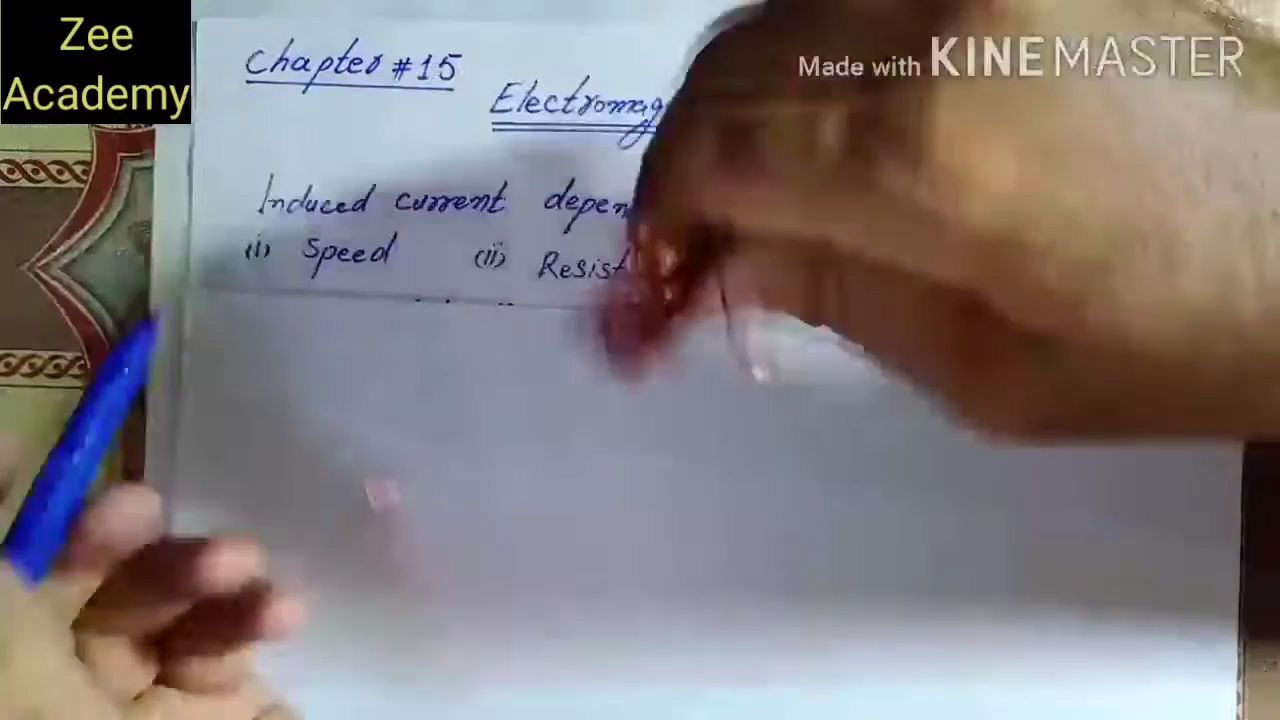 Zee
Academy
Made with KINEMASTER
Chapter #15
Electromag
Induced current depen
(i) Speed (ii) Resist